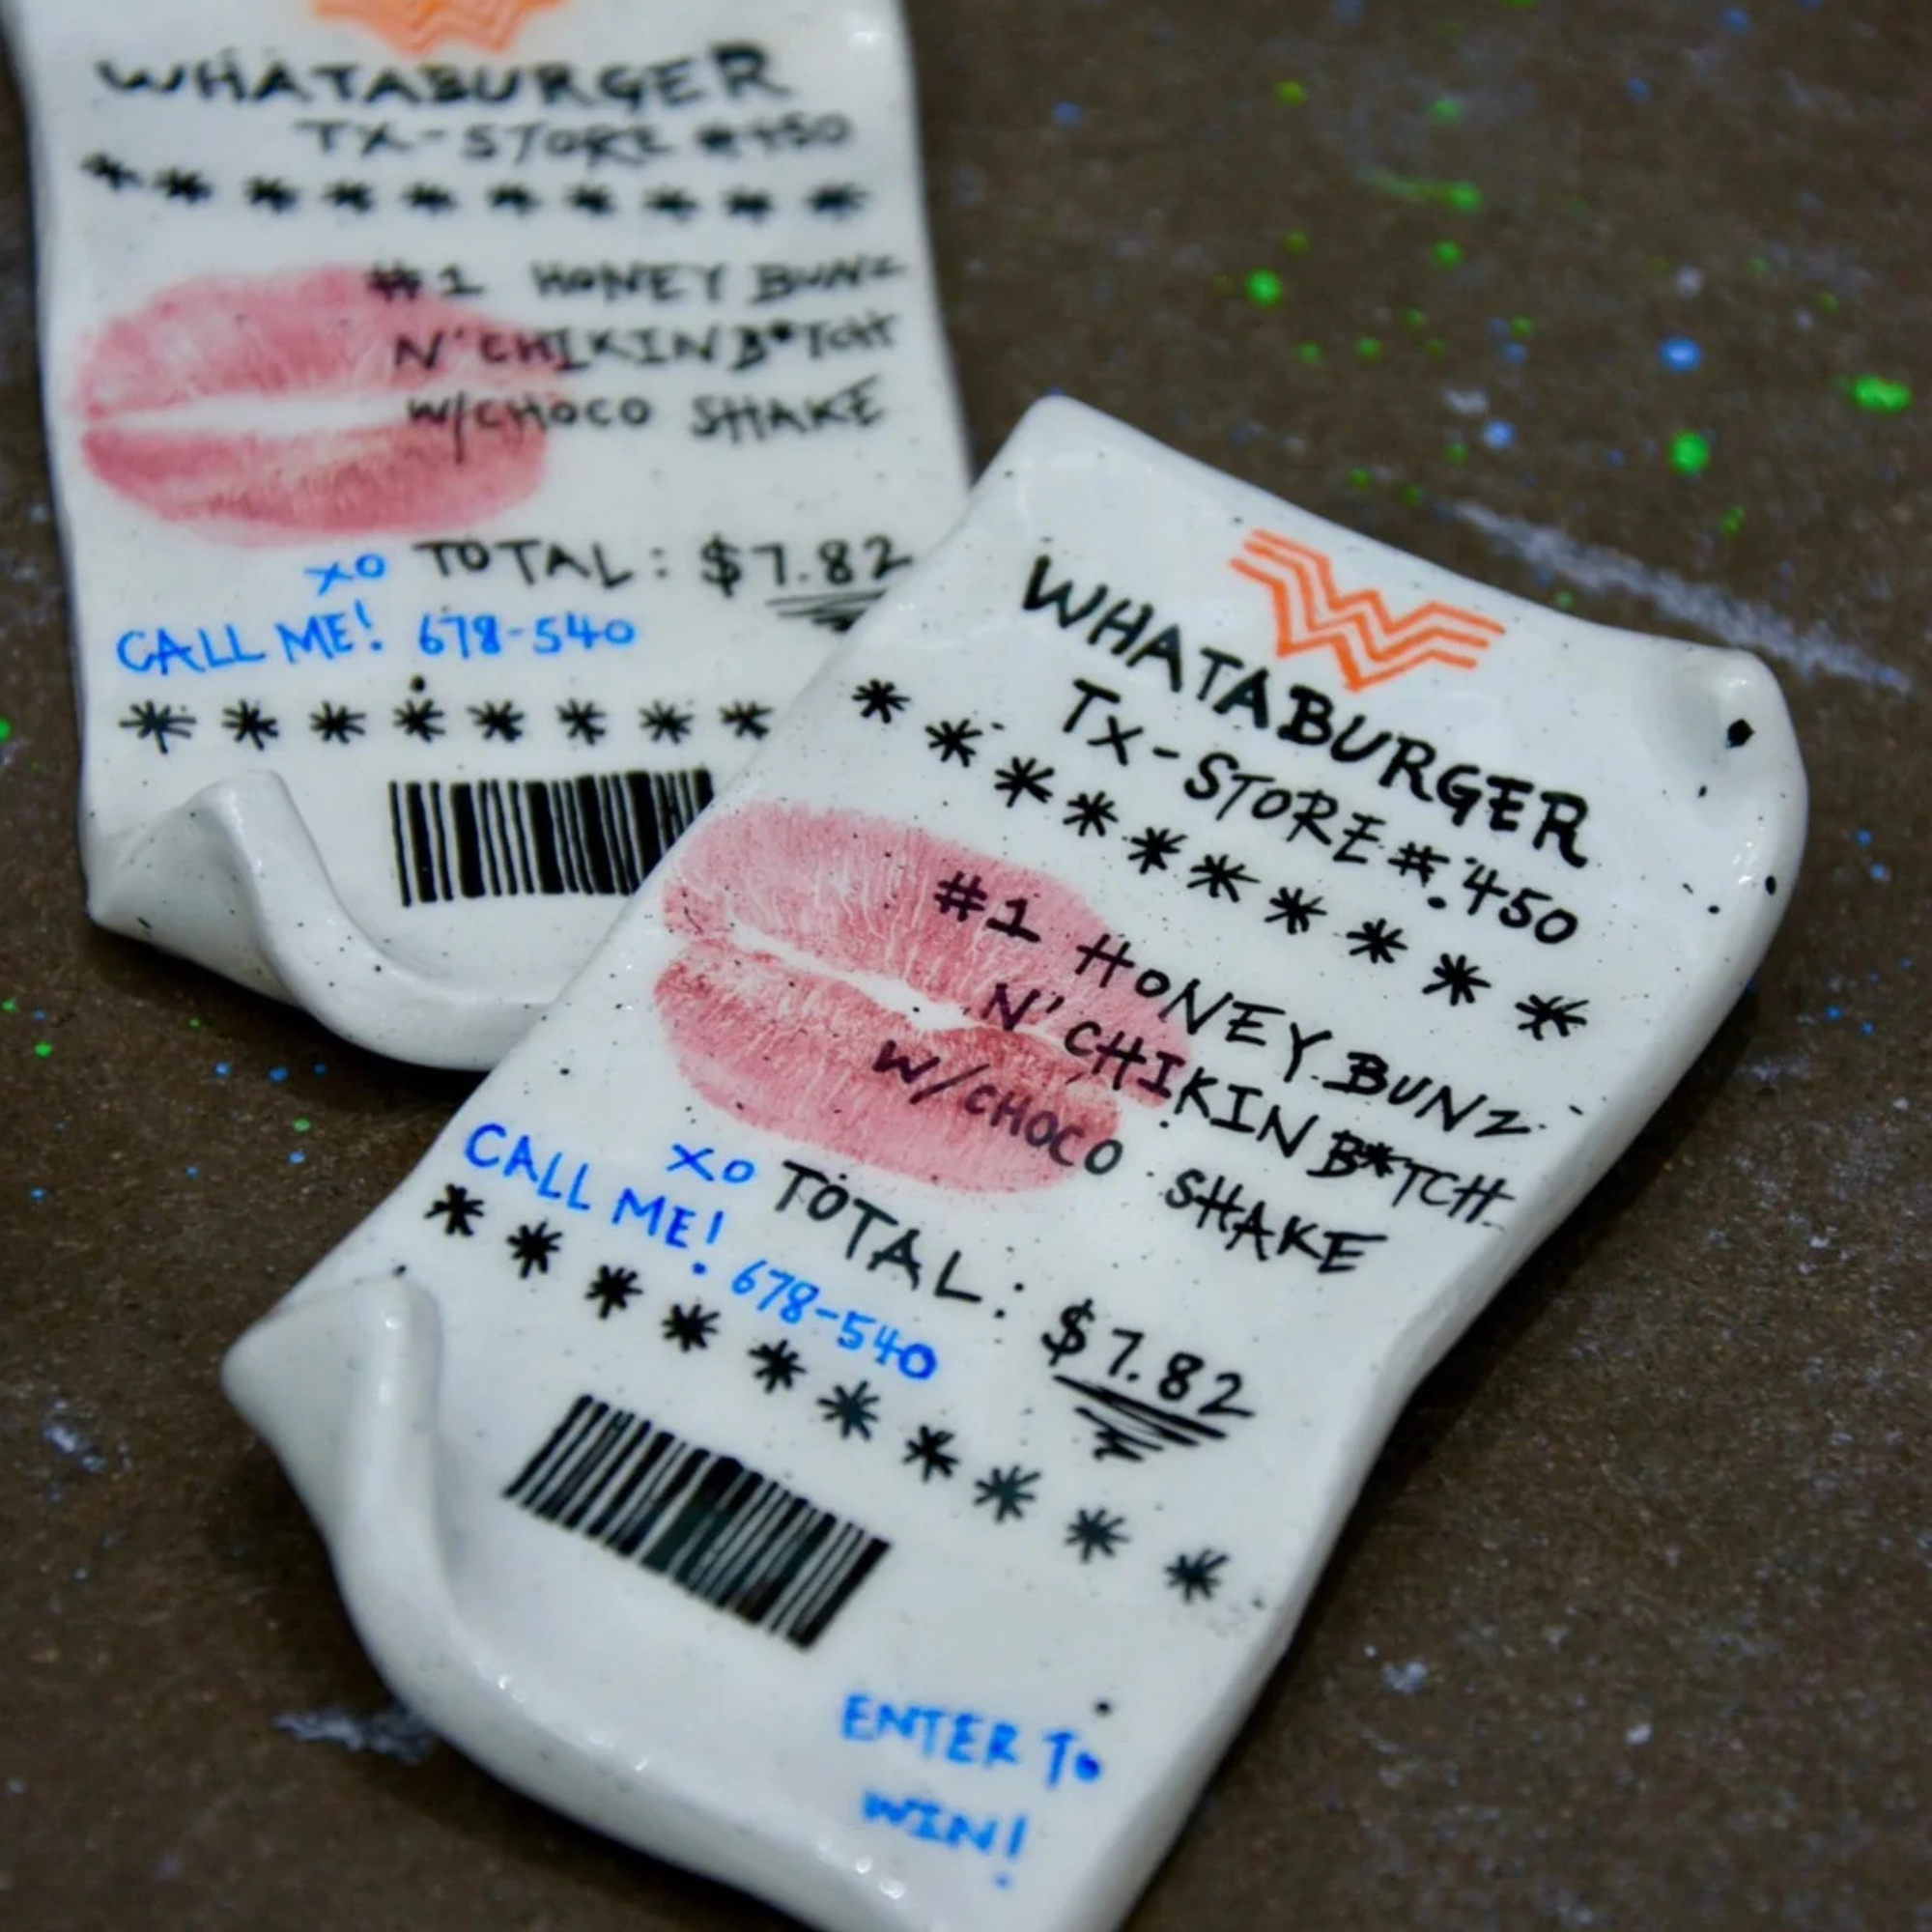 WHATABURGER
TX-STORE #450
* * * * * * * * * *
#1 HONEY BUNZ
N'CHIKIN B*TCH
W/CHOCO SHAKE
XO TOTAL: $7.82
CALL ME! 678-540
* * * * * * * *
WHATABURGER
TX-STORE #450
* * * * * * * * * *
#1 HONEY BUNZ
N'CHIKIN B*TCH
W/CHOCO SHAKE
XO TOTAL: $7.82
CALL ME! 678-540
* * * * * * * * * *
ENTER TO
WIN!